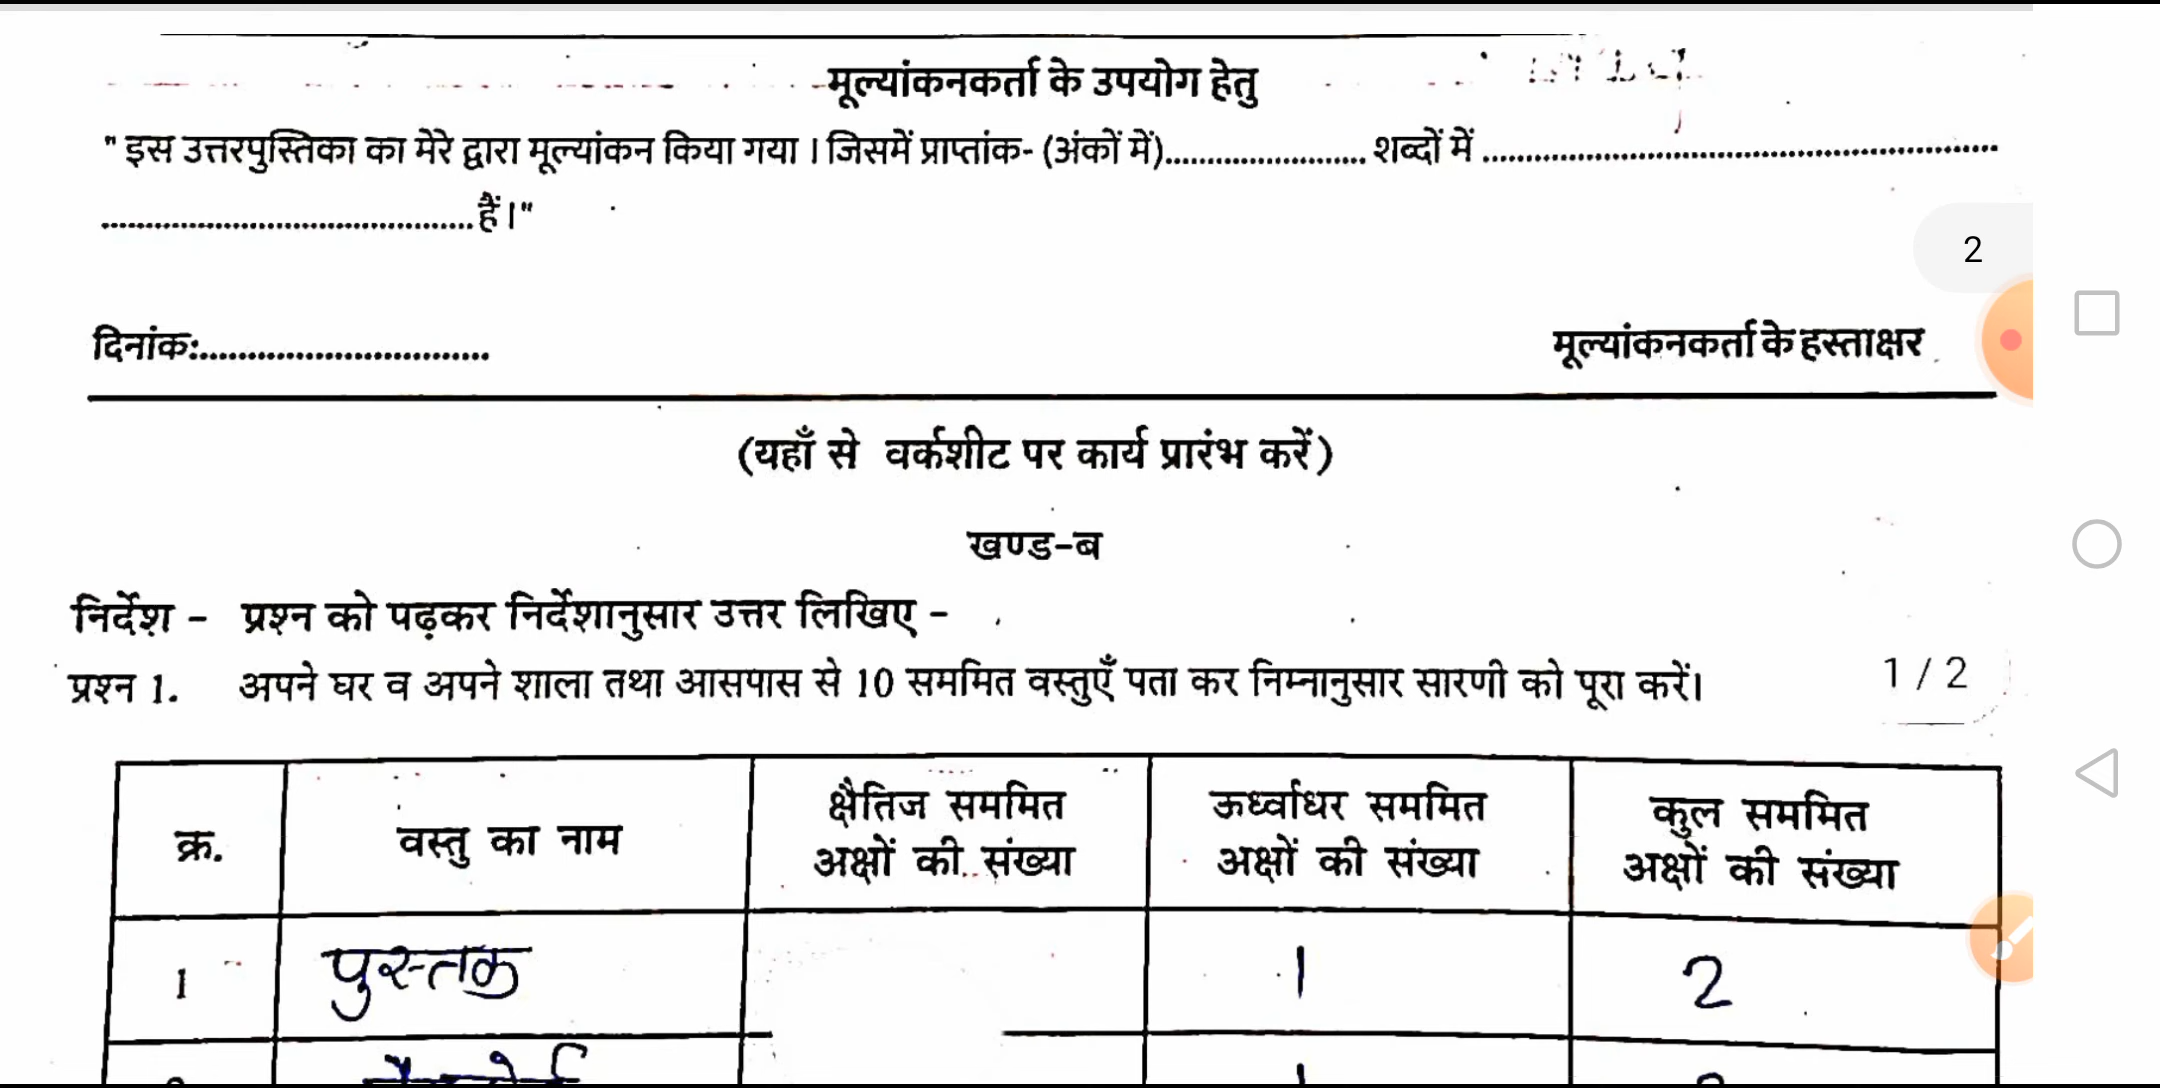 मूल्यांकनकर्ता के उपयोग हेतु
" इस उत्तरपुस्तिका का मेरे द्वारा मूल्यांकन किया गया । जिसमें प्राप्तांक- (अंकों में)........................ शब्दों में ..............................................................
............................................. हैं ।"
2
दिनांक:.............................. मूल्यांकनकर्ता के हस्ताक्षर
(यहाँ से वर्कशीट पर कार्य प्रारंभ करें)
खण्ड-ब
निर्देश - प्रश्न को पढ़कर निर्देशानुसार उत्तर लिखिए -
प्रश्न 1. अपने घर व अपने शाला तथा आसपास से 10 सममित वस्तुएँ पता कर निम्नानुसार सारणी को पूरा करें।
1 / 2
क्र. वस्तु का नाम क्षैतिज सममित अक्षों की संख्या ऊर्ध्वाधर सममित अक्षों की संख्या कुल सममित अक्षों की संख्या
1 पुस्तक 1 2